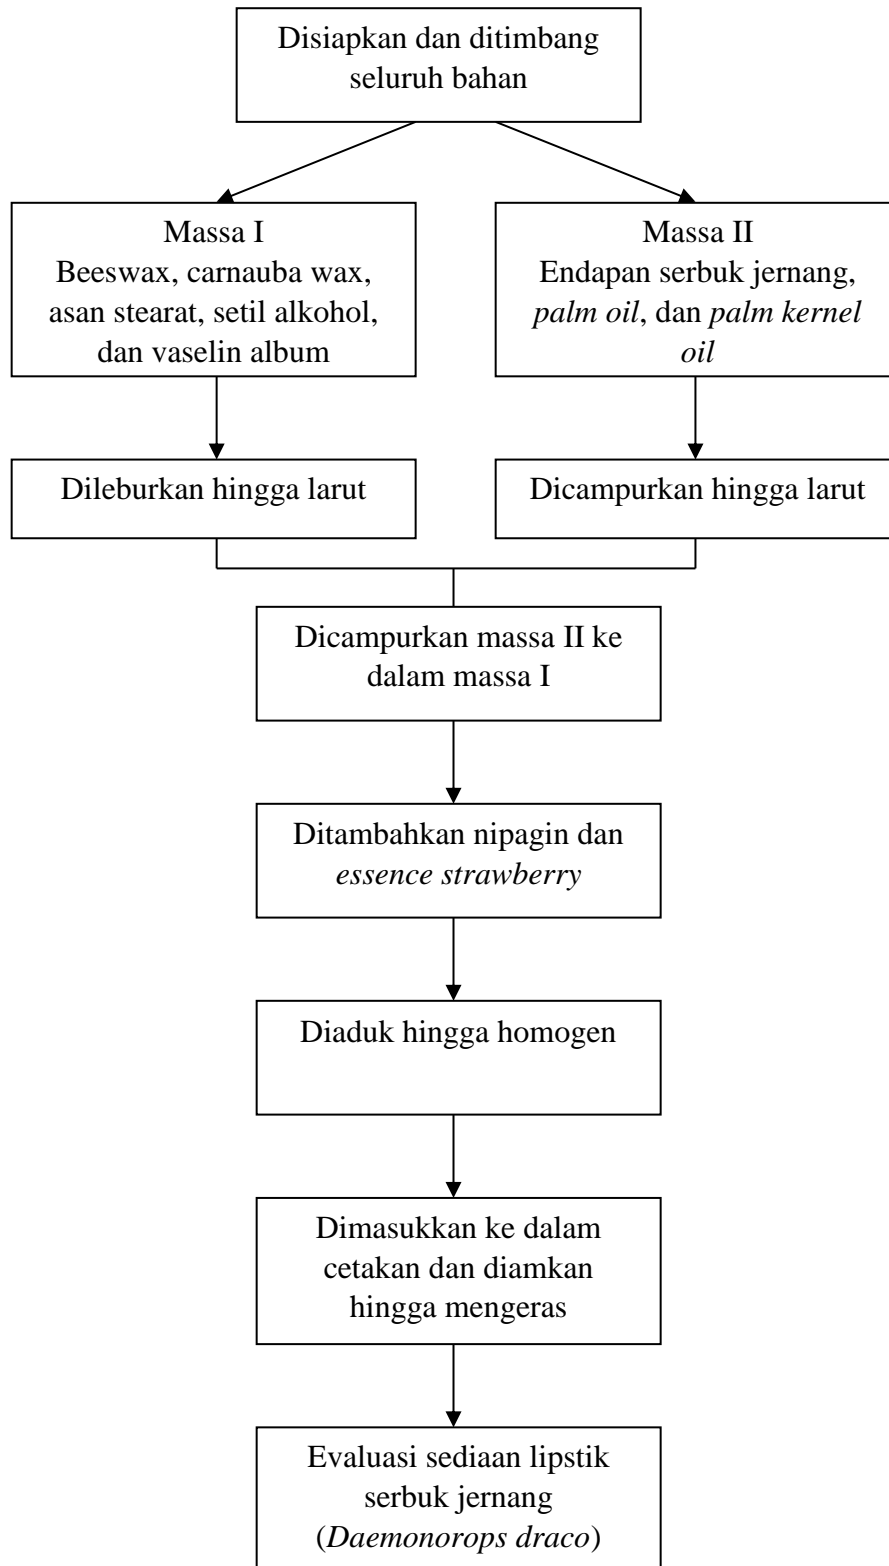 Disiapkan dan ditimbang
seluruh bahan
Massa I
Beeswax, carnauba wax,
asan stearat, setil alkohol,
dan vaselin album
Massa II
Endapan serbuk jernang,
palm oil, dan palm kernel
oil
Dileburkan hingga larut
Dicampurkan hingga larut
Dicampurkan massa II ke
dalam massa I
Ditambahkan nipagin dan
essence strawberry
Diaduk hingga homogen
Dimasukkan ke dalam
cetakan dan diamkan
hingga mengeras
Evaluasi sediaan lipstik
serbuk jernang
(Daemonorops draco)